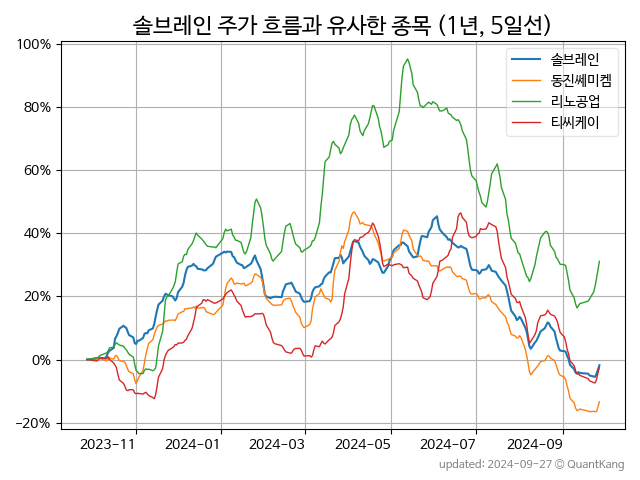 솔브레인 주가 흐름과 유사한 종목 (1년, 5일선)
솔브레인
동진쎄미켐
리노공업
티씨케이
100%
80%
60%
40%
20%
0%
−20%
2023-11
2024-01
2024-03
2024-05
2024-07
2024-09
updated: 2024-09-27 © QuantKang